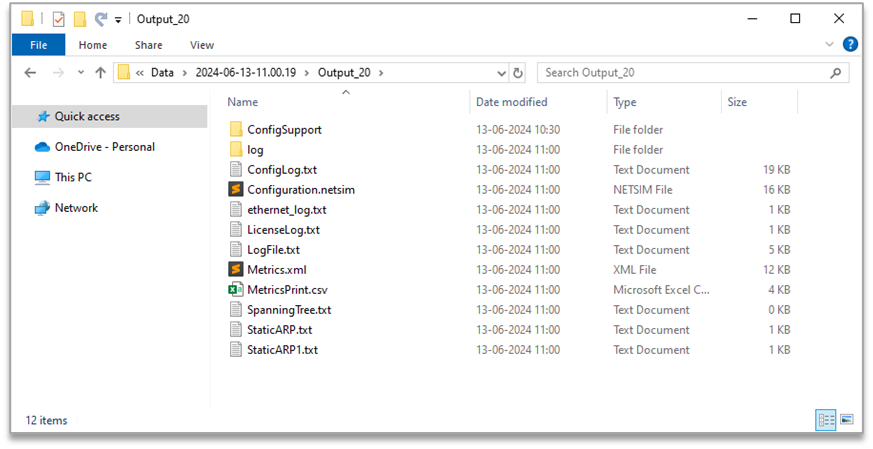 Output_20
File Home Share View
« Data › 2024-06-13-11.00.19 › Output_20 › Search Output_20
Name Date modified Type Size
Quick access
OneDrive - Personal
This PC
Network
ConfigSupport 13-06-2024 10:30 File folder
log 13-06-2024 11:00 File folder
ConfigLog.txt 13-06-2024 11:00 Text Document 19 KB
Configuration.netsim 13-06-2024 11:00 NETSIM File 16 KB
ethernet_log.txt 13-06-2024 11:00 Text Document 1 KB
LicenseLog.txt 13-06-2024 11:00 Text Document 1 KB
LogFile.txt 13-06-2024 11:00 Text Document 5 KB
Metrics.xml 13-06-2024 11:00 XML File 12 KB
MetricsPrint.csv 13-06-2024 11:00 Microsoft Excel C... 4 KB
SpanningTree.txt 13-06-2024 11:00 Text Document 0 KB
StaticARP.txt 13-06-2024 11:00 Text Document 1 KB
StaticARP1.txt 13-06-2024 11:00 Text Document 1 KB
12 items